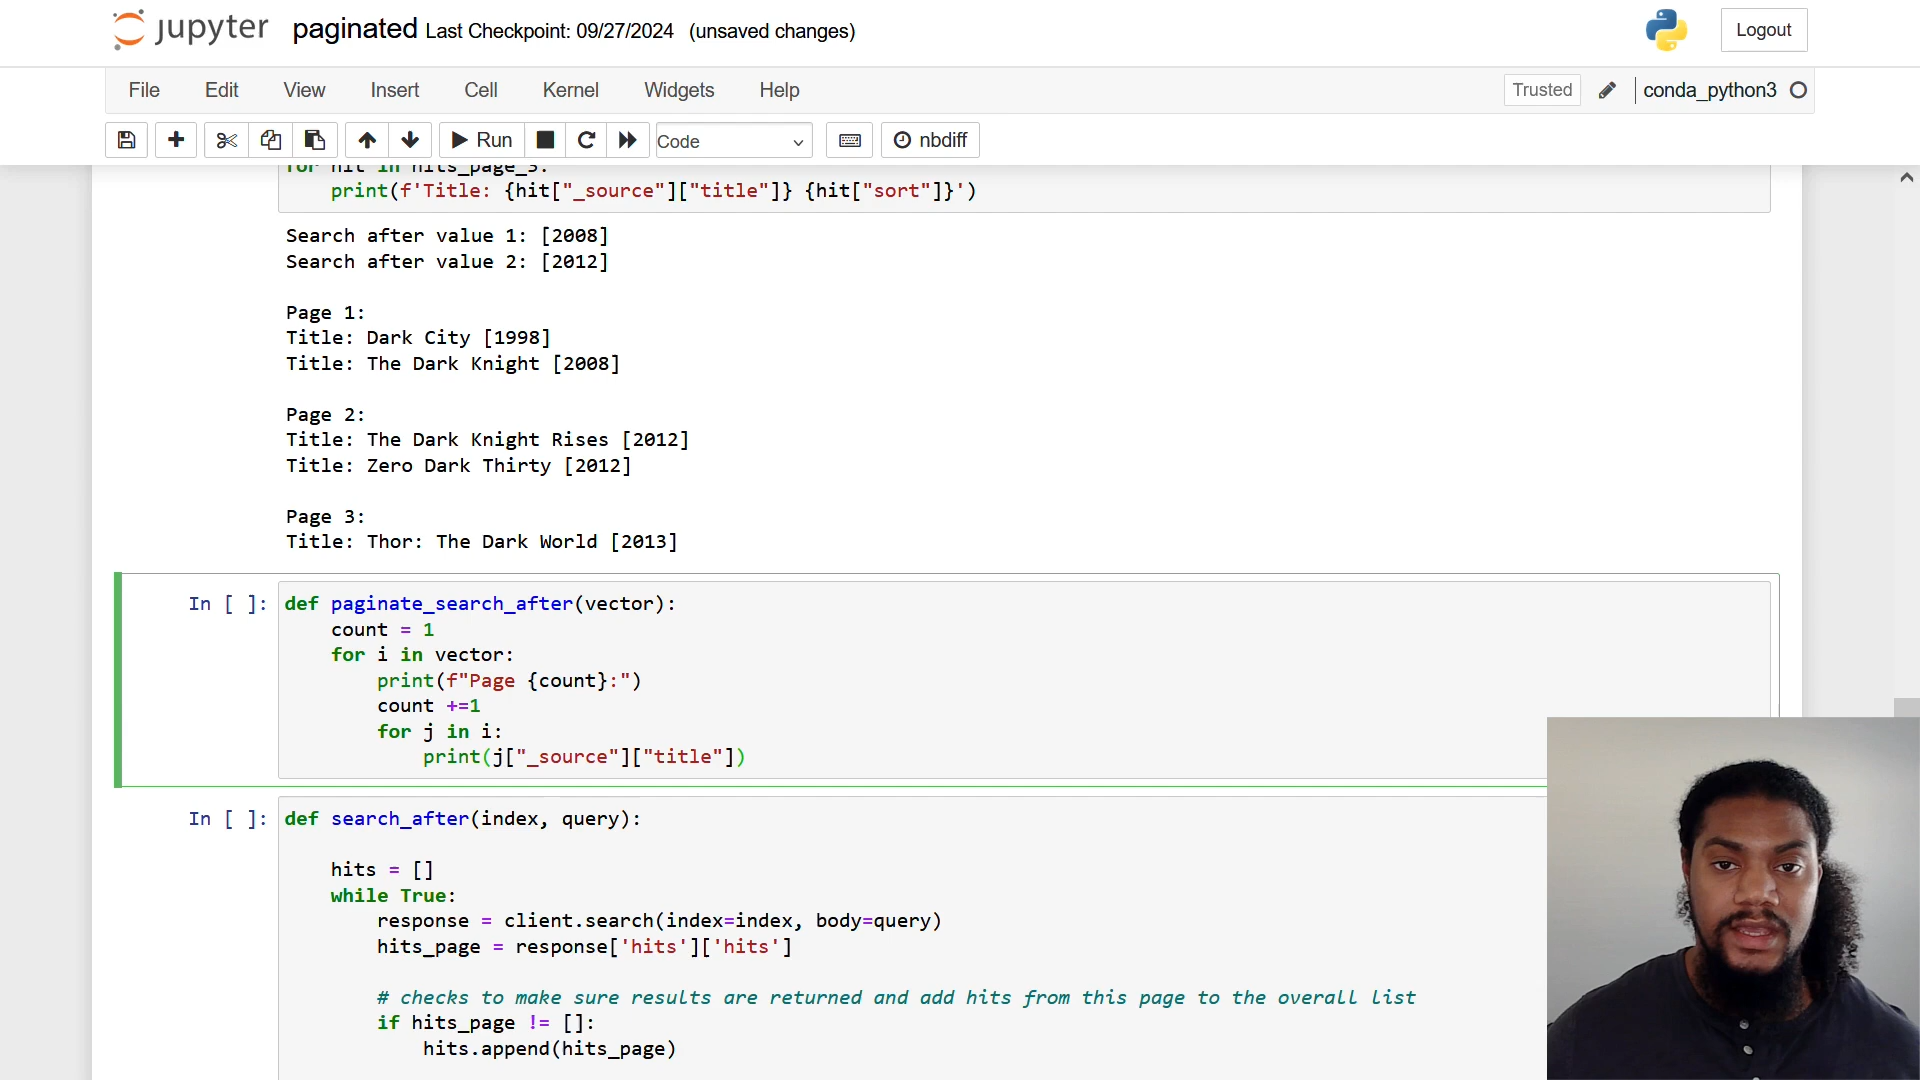 jupyter paginated Last Checkpoint: 09/27/2024 (unsaved changes)
Logout
File Edit View Insert Cell Kernel Widgets Help
Trusted conda_python3
Run Code nbdiff
for hit in hits_page_3:
print(f'Title: {hit["_source"]["title"]} {hit["sort"]}')
Search after value 1: [2008]
Search after value 2: [2012]
Page 1:
Title: Dark City [1998]
Title: The Dark Knight [2008]
Page 2:
Title: The Dark Knight Rises [2012]
Title: Zero Dark Thirty [2012]
Page 3:
Title: Thor: The Dark World [2013]
In [ ]: def paginate_search_after(vector):
count = 1
for i in vector:
print(f"Page {count}:")
count +=1
for j in i:
print(j["_source"]["title"])
In [ ]: def search_after(index, query):
hits = []
while True:
response = client.search(index=index, body=query)
hits_page = response['hits']['hits']
# checks to make sure results are returned and add hits from this page to the overall list
if hits_page != []:
hits.append(hits_page)